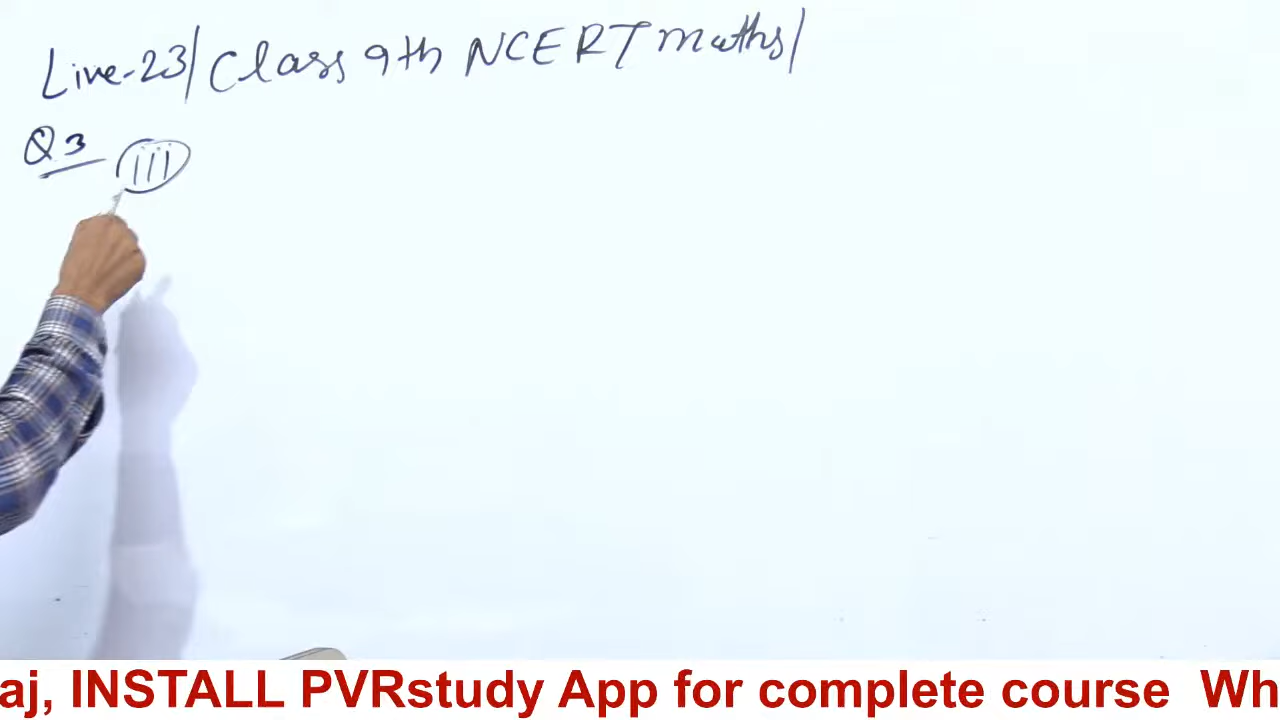 Live-23/Class 9th NCERT maths/
Q3 iii
aj, INSTALL PVRstudy App for complete course Wh